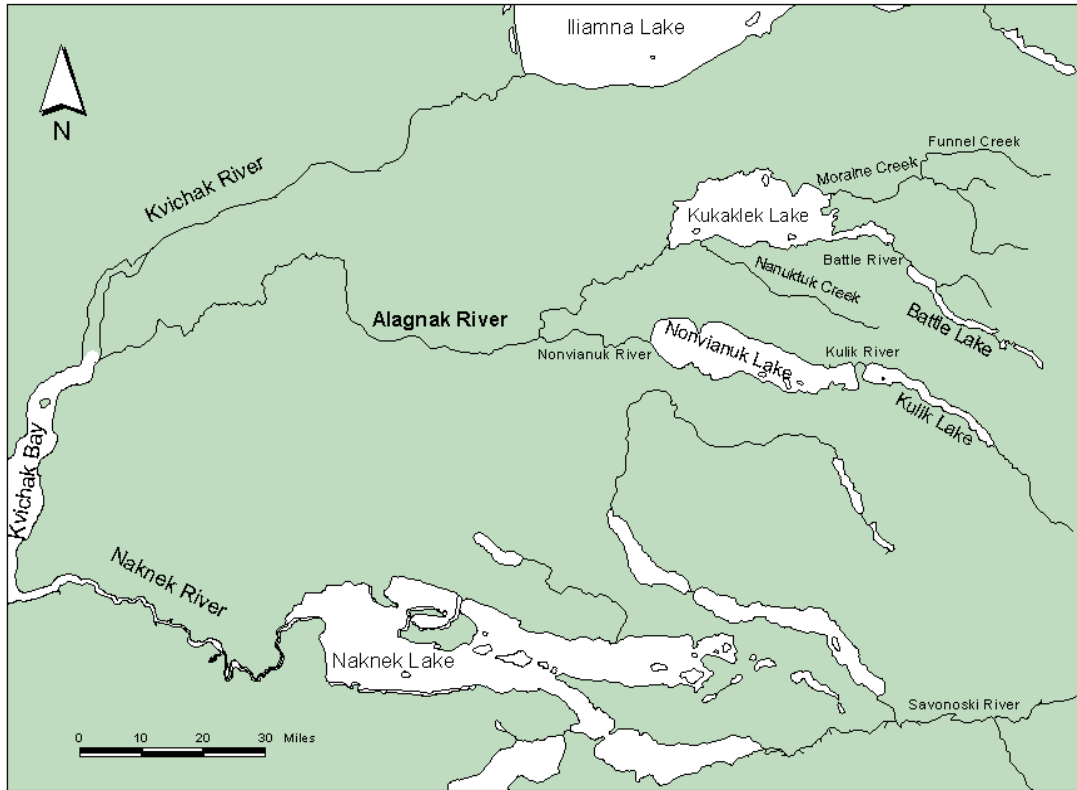 Iliamna Lake
N
Funnel Creek
Moraine Creek
Kvichak River
Kukaklek Lake
Battle River
Nanuktuk Creek
Battle Lake
Alagnak River
Nonvianuk River
Nonvianuk Lake
Kulik River
Kulik Lake
Kvichak Bay
Naknek River
Naknek Lake
Savonoski River
0 10 20 30 Miles